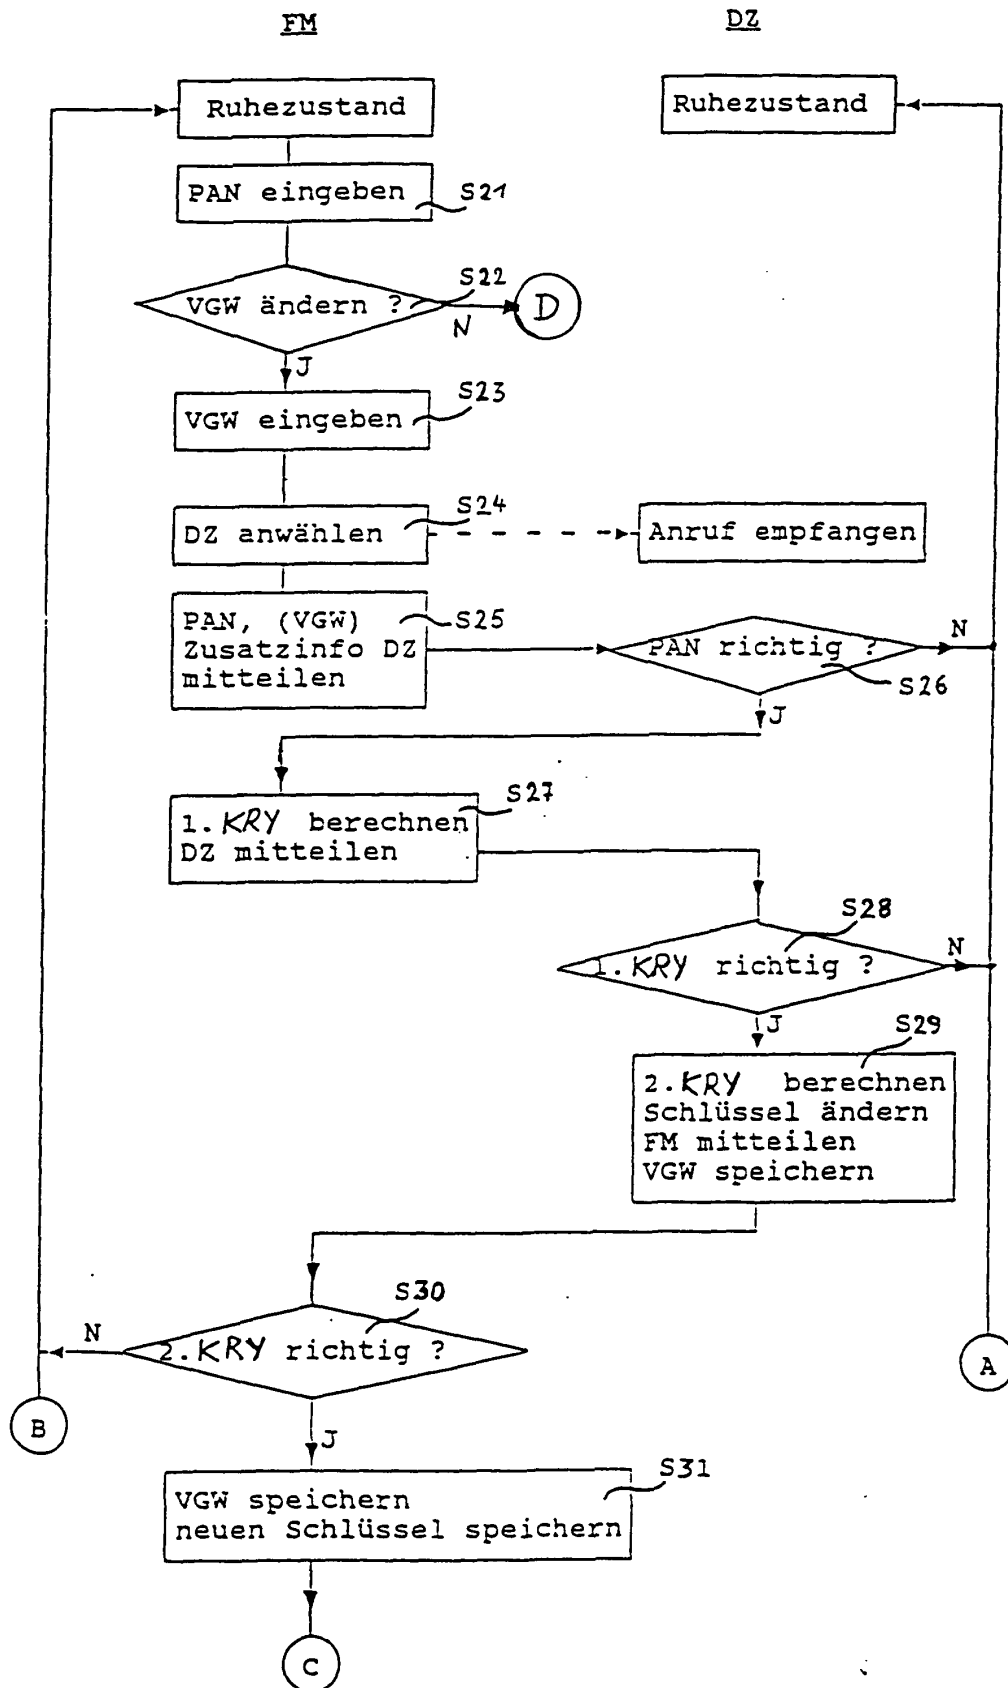 FM
DZ
Ruhezustand
Ruhezustand
PAN eingeben
S21
VGW ändern ?
S22
N
D
J
S23
VGW eingeben
S24
DZ anwählen
Anruf empfangen
PAN, (VGW)
Zusatzinfo DZ
mitteilen
S25
PAN richtig ?
N
S26
J
S27
1. KRY berechnen
DZ mitteilen
S28
1. KRY richtig ?
N
J
S29
2. KRY berechnen
Schlüssel ändern
FM mitteilen
VGW speichern
S30
2. KRY richtig ?
N
A
B
J
S31
VGW speichern
neuen Schlüssel speichern
C